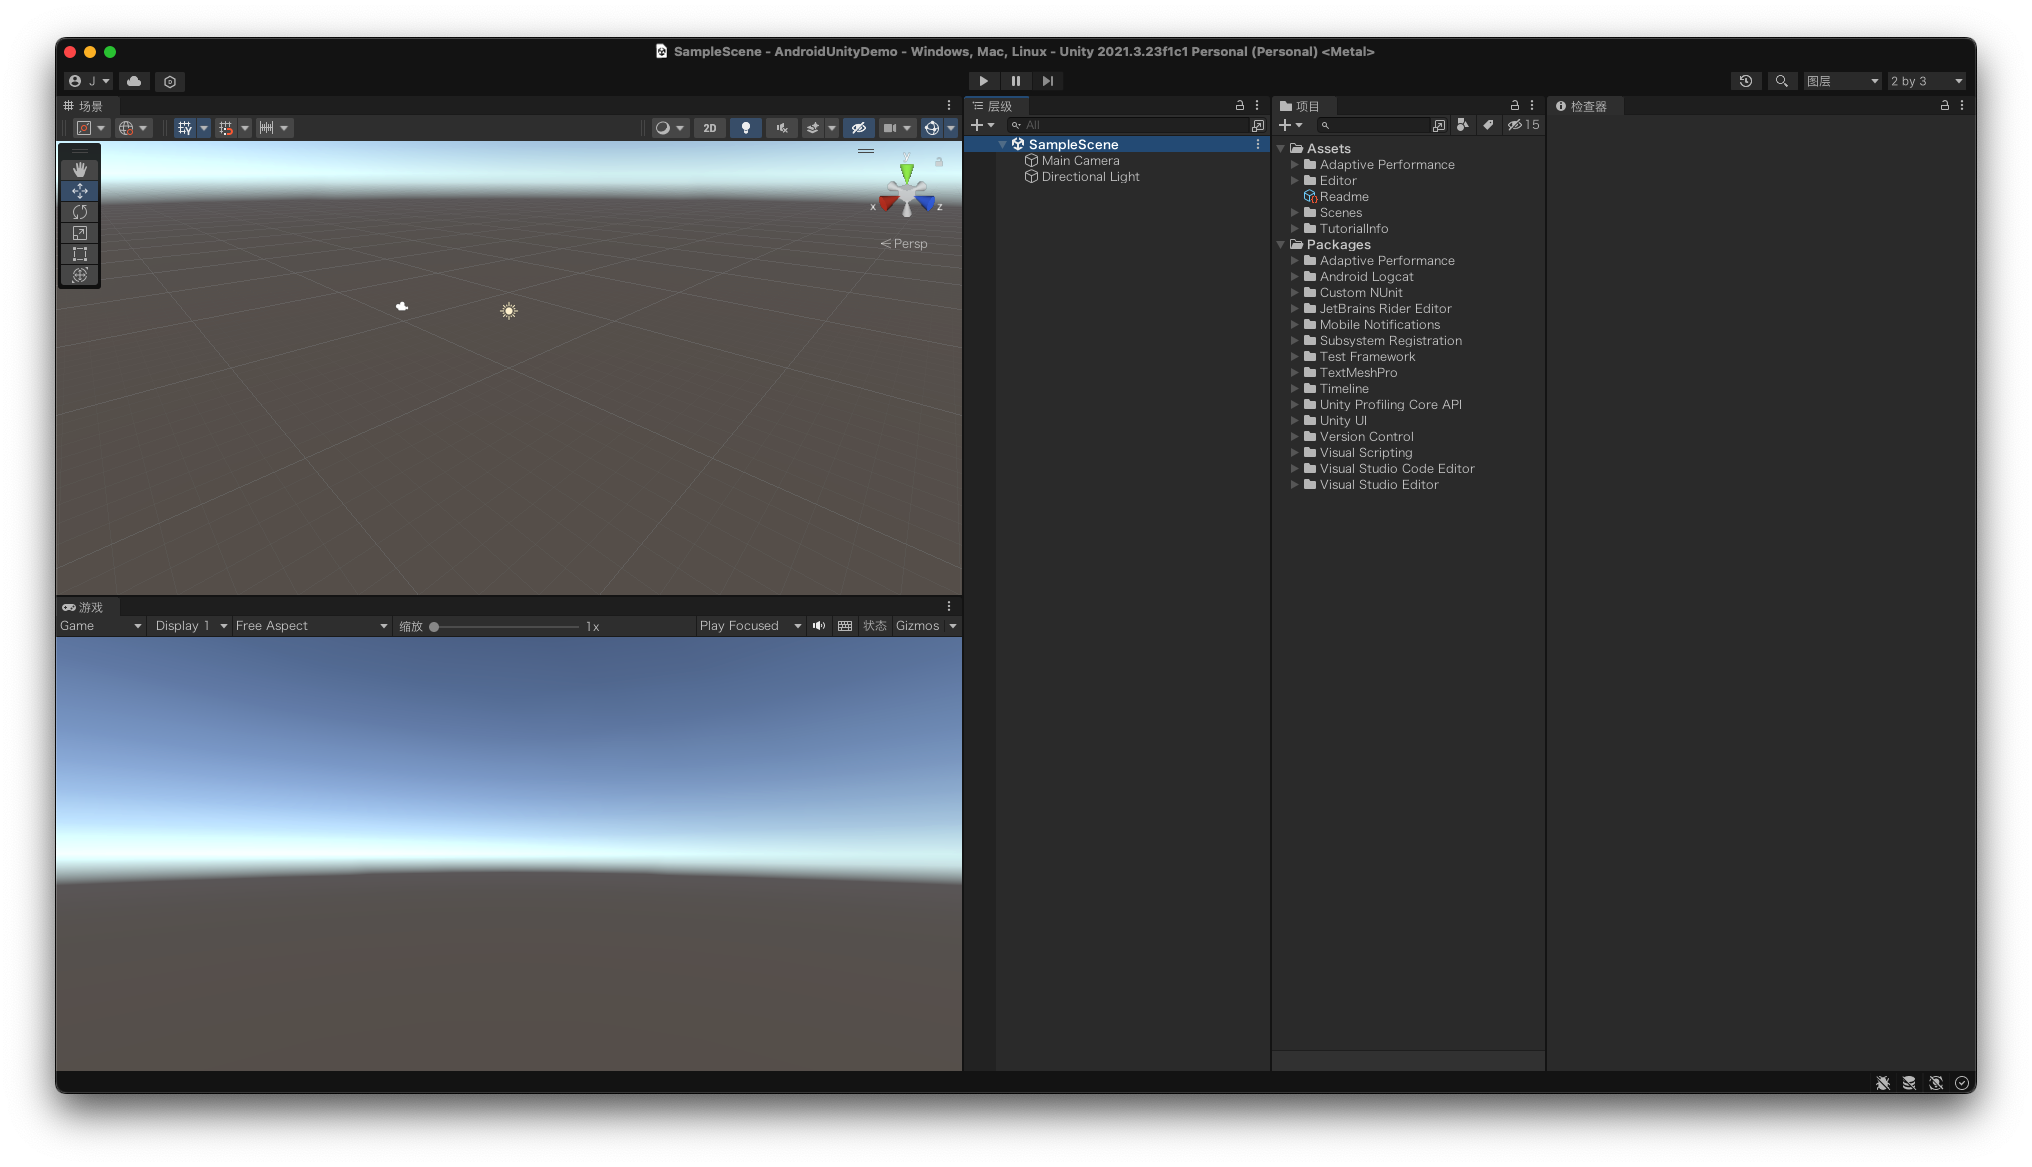 SampleScene - AndroidUnityDemo - Windows, Mac, Linux - Unity 2021.3.23f1c1 Personal (Personal) <Metal>
J
图层
2 by 3
场景
2D
Y
X
Z
Persp
游戏
Game
Display 1
Free Aspect
缩放
1x
Play Focused
状态
Gizmos
层级
All
SampleScene
Main Camera
Directional Light
项目
15
Assets
Adaptive Performance
Editor
Readme
Scenes
TutorialInfo
Packages
Adaptive Performance
Android Logcat
Custom NUnit
JetBrains Rider Editor
Mobile Notifications
Subsystem Registration
Test Framework
TextMeshPro
Timeline
Unity Profiling Core API
Unity UI
Version Control
Visual Scripting
Visual Studio Code Editor
Visual Studio Editor
检查器